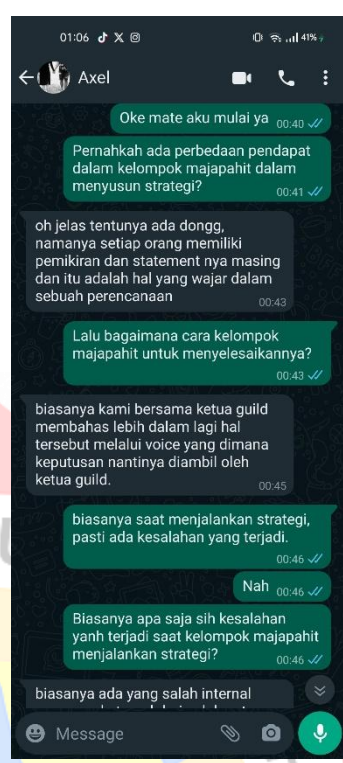 01:06
41%
Axel
Oke mate aku mulai ya 00:40
Pernahkah ada perbedaan pendapat
dalam kelompok majapahit dalam
menyusun strategi? 00:41
oh jelas tentunya ada dongg,
namanya setiap orang memiliki
pemikiran dan statement nya masing
dan itu adalah hal yang wajar dalam
sebuah perencanaan 00:43
Lalu bagaimana cara kelompok
majapahit untuk menyelesaikannya?
00:43
biasanya kami bersama ketua guild
membahas lebih dalam lagi hal
tersebut melalui voice yang dimana
keputusan nantinya diambil oleh
ketua guild. 00:45
biasanya saat menjalankan strategi,
pasti ada kesalahan yang terjadi.
00:46
Nah 00:46
Biasanya apa saja sih kesalahan
yanh terjadi saat kelompok majapahit
menjalankan strategi? 00:46
biasanya ada yang salah internal
Message